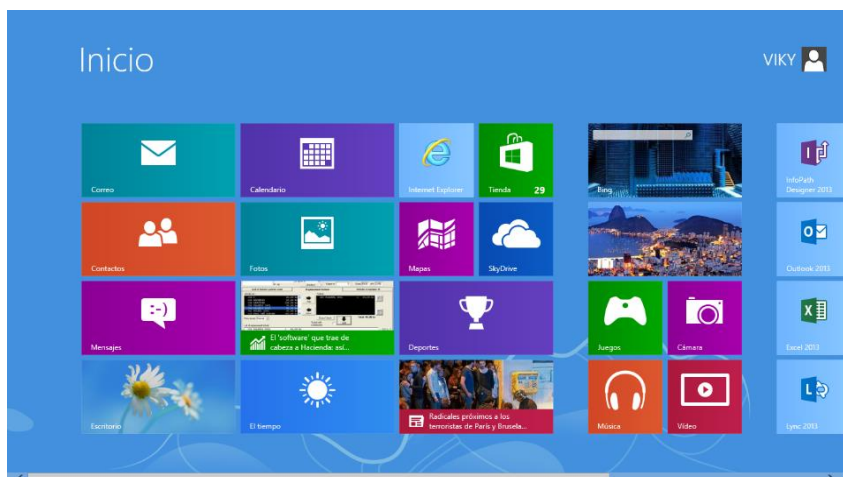 Inicio
VIKY
Correo
Calendario
Internet Explorer
Tienda 29
Bing
InfoPath
Designer 2013
Contactos
Fotos
Mapas
SkyDrive
Outlook 2013
Mensajes
El 'software' que trae de
cabeza a Hacienda: así...
Deportes
Juegos
Cámara
Excel 2013
Escritorio
El tiempo
Radicales próximos a los
terroristas de París y Brusela...
Música
Vídeo
Lync 2013